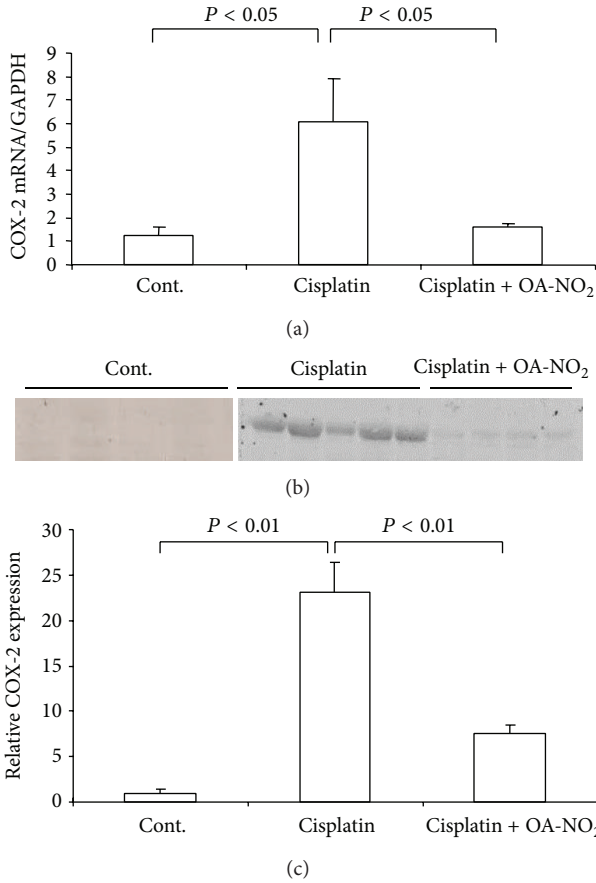 P < 0.05 P < 0.05
9
8
7
6
5
4
3
2
1
0
COX-2 mRNA/GAPDH
Cont. Cisplatin Cisplatin + OA-NO₂
(a)
Cont. Cisplatin Cisplatin + OA-NO₂
(b)
P < 0.01 P < 0.01
30
25
20
15
10
5
0
Relative COX-2 expression
Cont. Cisplatin Cisplatin + OA-NO₂
(c)